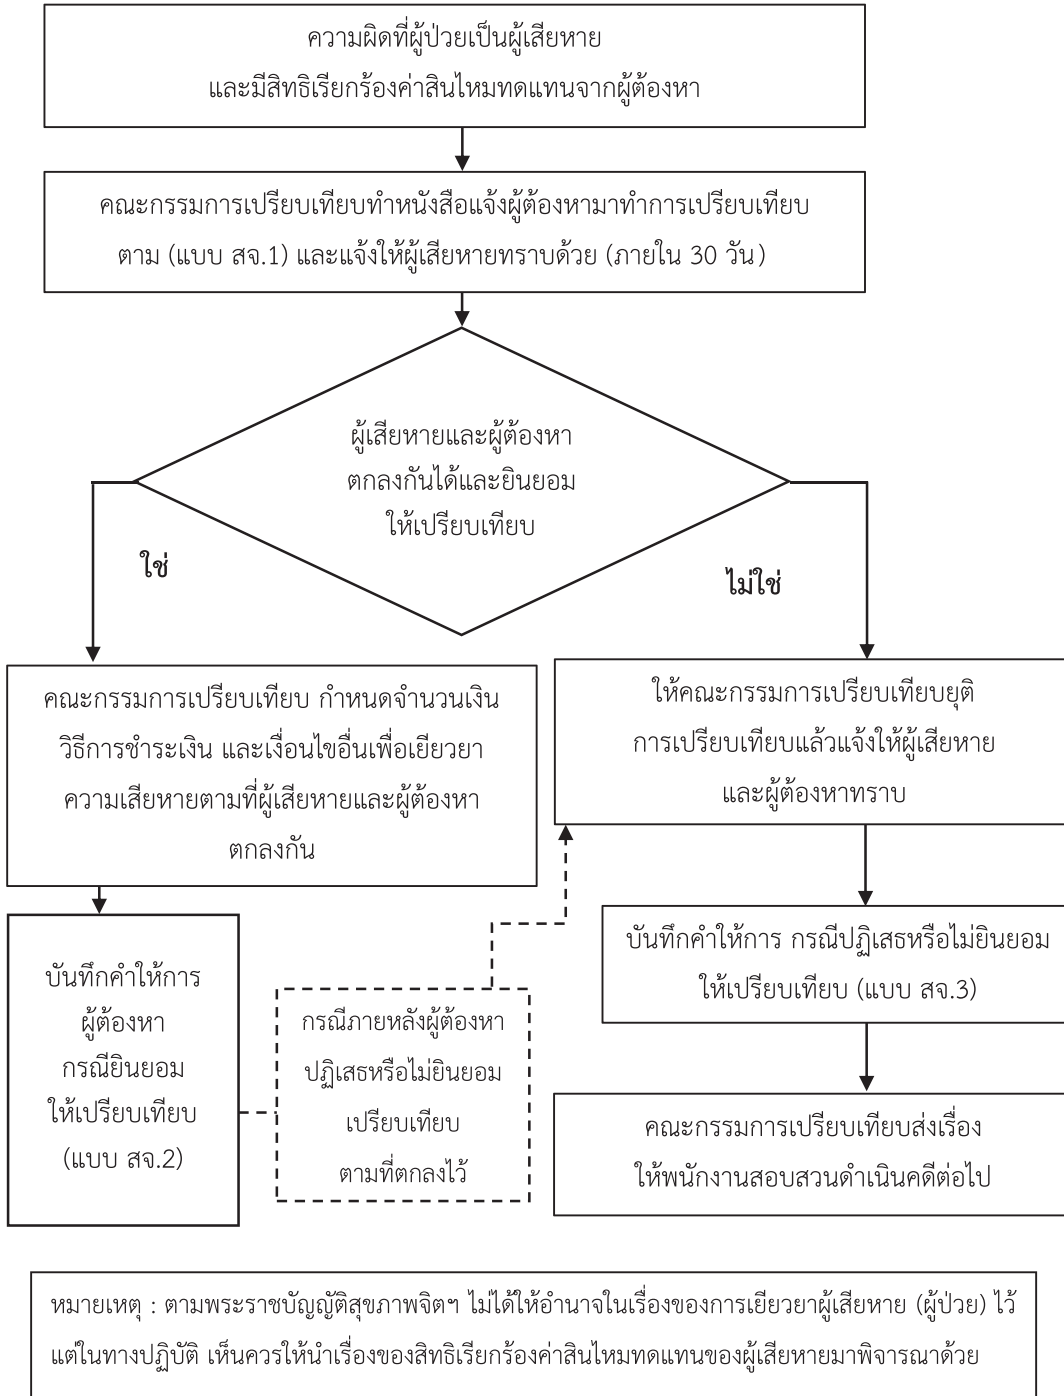 ความผิดที่ผู้ป่วยเป็นผู้เสียหาย
และมีสิทธิเรียกร้องค่าสินไหมทดแทนจากผู้ต้องหา
คณะกรรมการเปรียบเทียบทำหนังสือแจ้งผู้ต้องหามาทำการเปรียบเทียบ
ตาม (แบบ สจ.1) และแจ้งให้ผู้เสียหายทราบด้วย (ภายใน 30 วัน)
ผู้เสียหายและผู้ต้องหา
ตกลงกันได้และยินยอม
ให้เปรียบเทียบ
ใช่
ไม่ใช่
คณะกรรมการเปรียบเทียบ กำหนดจำนวนเงิน
วิธีการชำระเงิน และเงื่อนไขอื่นเพื่อเยียวยา
ความเสียหายตามที่ผู้เสียหายและผู้ต้องหา
ตกลงกัน
ให้คณะกรรมการเปรียบเทียบยุติ
การเปรียบเทียบแล้วแจ้งให้ผู้เสียหาย
และผู้ต้องหาทราบ
บันทึกคำให้การ
ผู้ต้องหา
กรณียินยอม
ให้เปรียบเทียบ
(แบบ สจ.2)
กรณีภายหลังผู้ต้องหา
ปฏิเสธหรือไม่ยินยอม
เปรียบเทียบ
ตามที่ตกลงไว้
บันทึกคำให้การ กรณีปฏิเสธหรือไม่ยินยอม
ให้เปรียบเทียบ (แบบ สจ.3)
คณะกรรมการเปรียบเทียบส่งเรื่อง
ให้พนักงานสอบสวนดำเนินคดีต่อไป
หมายเหตุ : ตามพระราชบัญญัติสุขภาพจิตฯ ไม่ได้ให้อำนาจในเรื่องของการเยียวยาผู้เสียหาย (ผู้ป่วย) ไว้
แต่ในทางปฏิบัติ เห็นควรให้นำเรื่องของสิทธิเรียกร้องค่าสินไหมทดแทนของผู้เสียหายมาพิจารณาด้วย